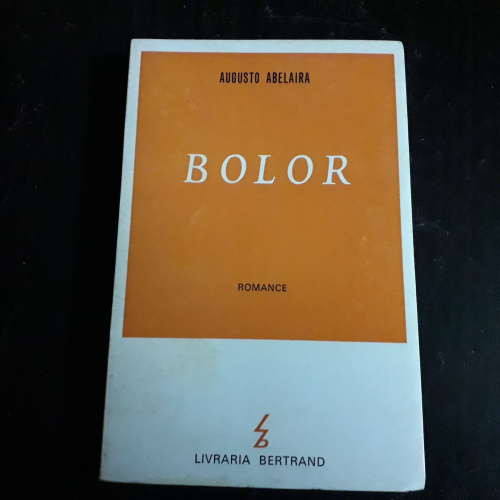 AUGUSTO ABELAIRA
BOLOR
ROMANCE
LIVRARIA BERTRAND